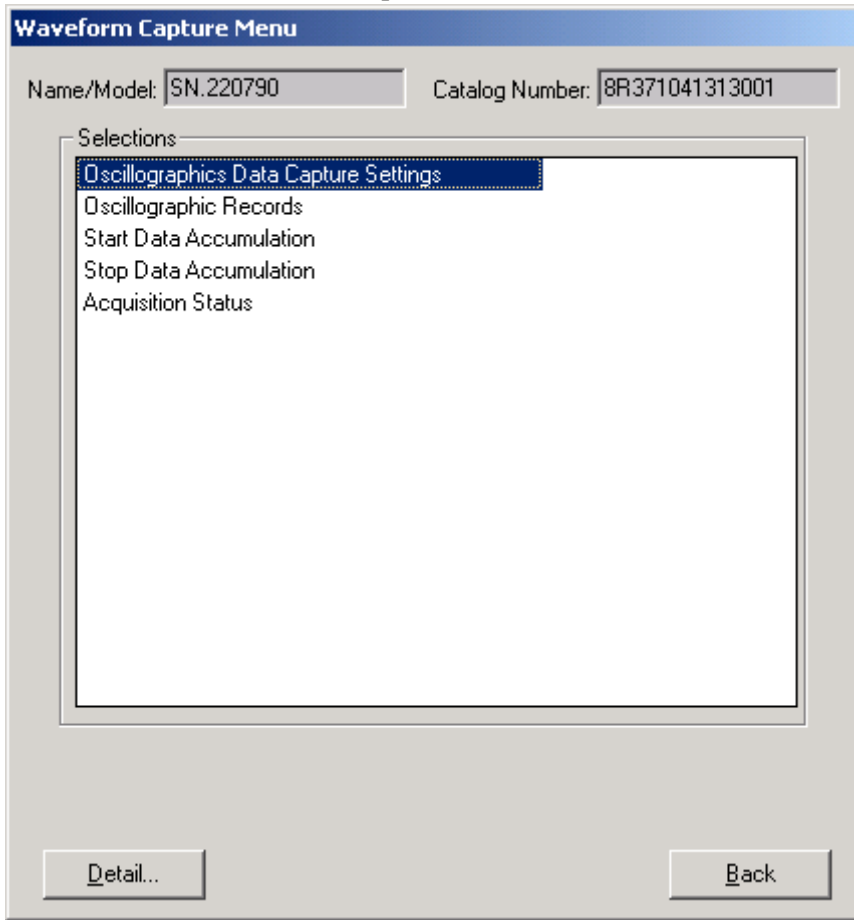 Waveform Capture Menu
Name/Model: SN.220790 Catalog Number: 8R371041313001
Selections
Oscillographics Data Capture Settings
Oscillographic Records
Start Data Accumulation
Stop Data Accumulation
Acquisition Status
Detail... Back